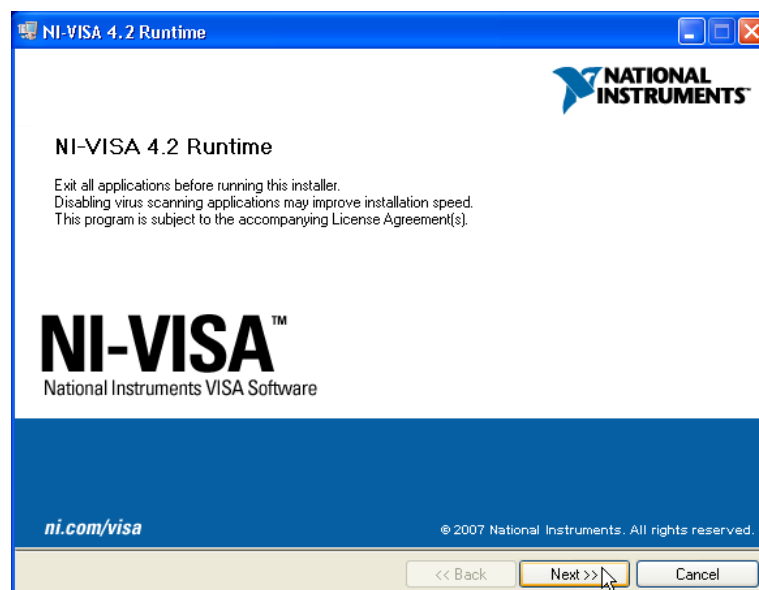 NI-VISA 4.2 Runtime
NATIONAL
INSTRUMENTS™
NI-VISA 4.2 Runtime
Exit all applications before running this installer.
Disabling virus scanning applications may improve installation speed.
This program is subject to the accompanying License Agreement(s).
NI-VISA™
National Instruments VISA Software
ni.com/visa
© 2007 National Instruments. All rights reserved.
<< Back
Next >>
Cancel